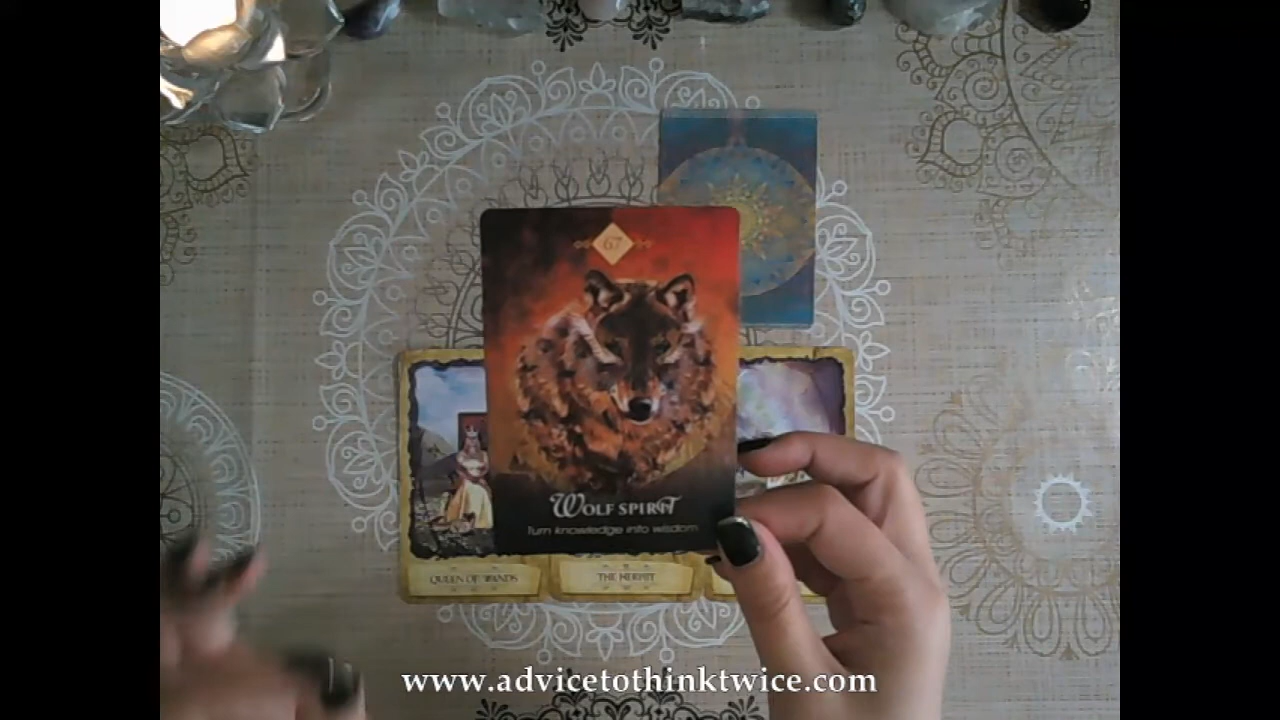 67
WOLF SPIRIT
Turn knowledge into wisdom
QUEEN OF WANDS
THE HERMIT
www.advicetothinktwice.com